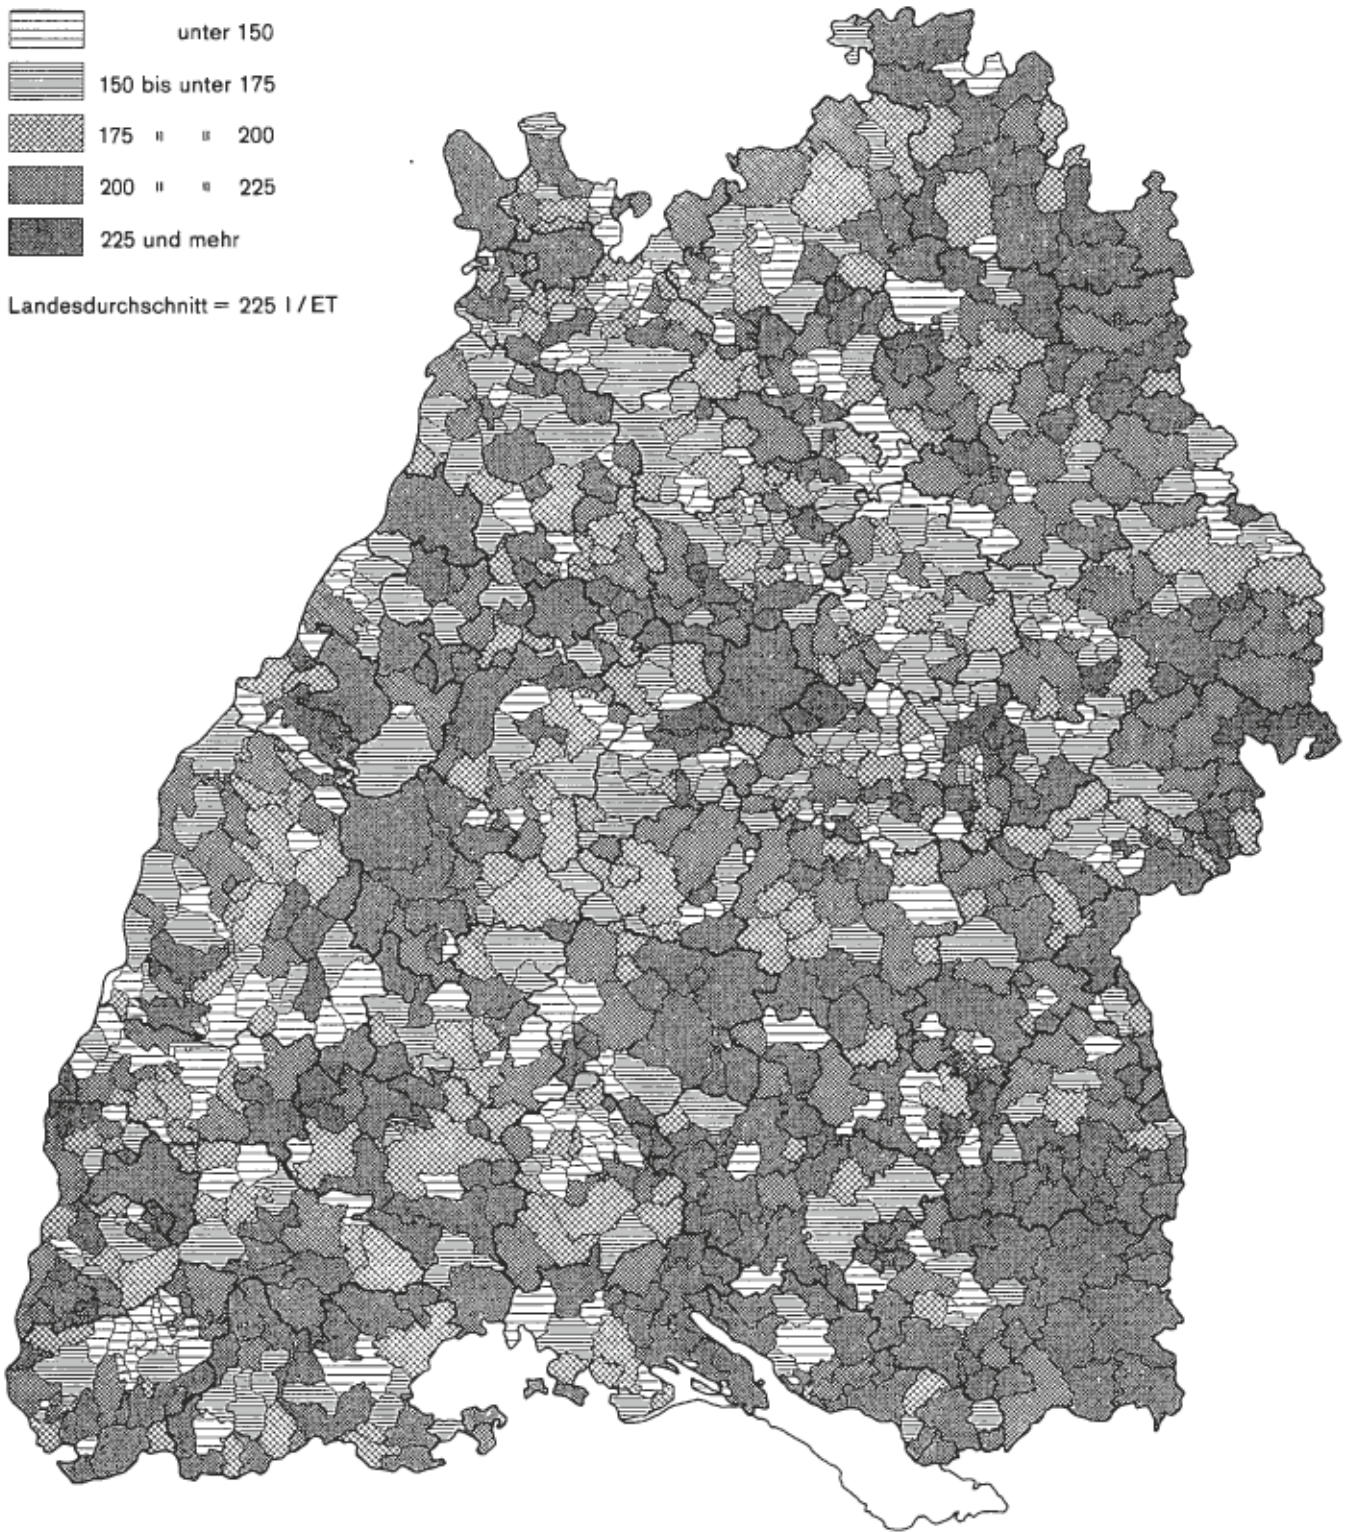 unter 150
150 bis unter 175
175 " " 200
200 " " 225
225 und mehr
Landesdurchschnitt = 225 l/ET